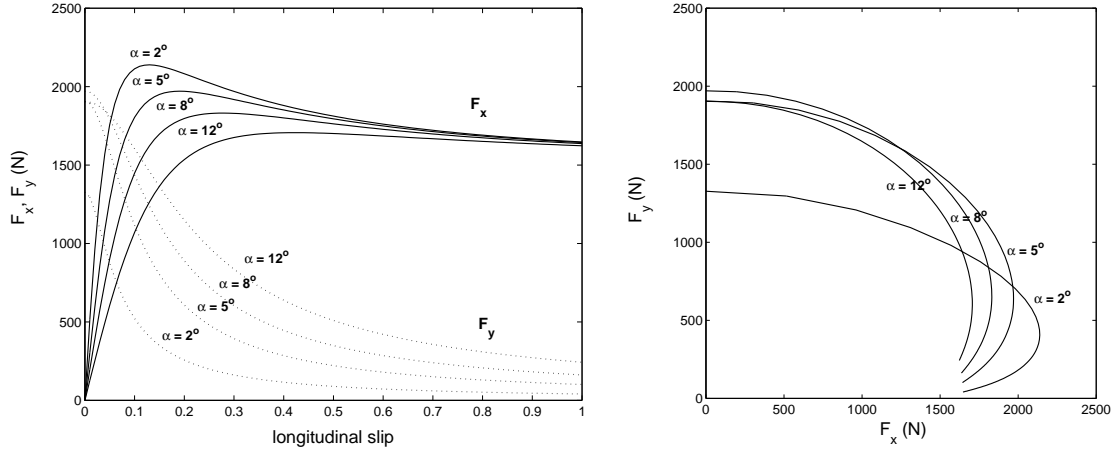 2500
2000
1500
1000
500
0
F_x, F_y (N)
α = 2°
α = 5°
α = 8°
α = 12°
F_x
α = 12°
α = 8°
α = 5°
α = 2°
F_y
0 0.1 0.2 0.3 0.4 0.5 0.6 0.7 0.8 0.9 1
longitudinal slip
2500
2000
1500
1000
500
0
F_y (N)
α = 12°
α = 8°
α = 5°
α = 2°
0 500 1000 1500 2000 2500
F_x (N)